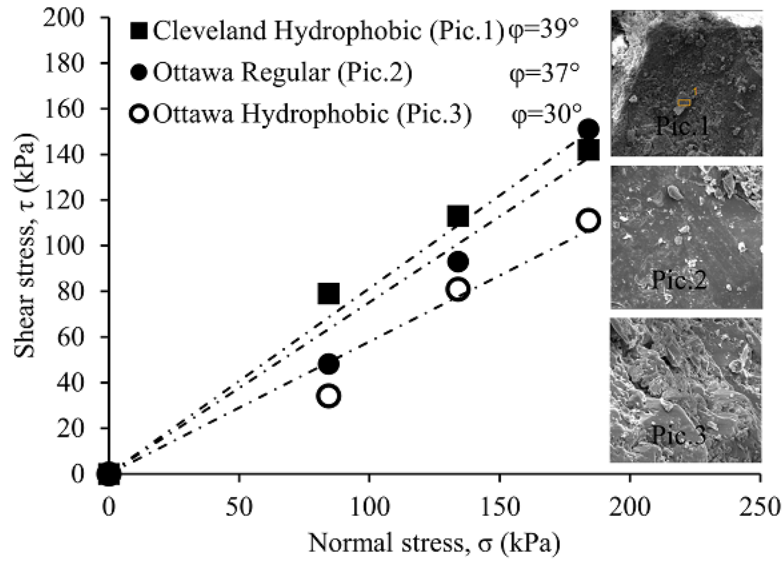 Cleveland Hydrophobic (Pic.1) φ=39°
Ottawa Regular (Pic.2) φ=37°
Ottawa Hydrophobic (Pic.3) φ=30°
200
180
160
140
120
100
80
60
40
20
0
Shear stress, τ (kPa)
0 50 100 150 200 250
Normal stress, σ (kPa)
1
Pic.1
Pic.2
Pic.3